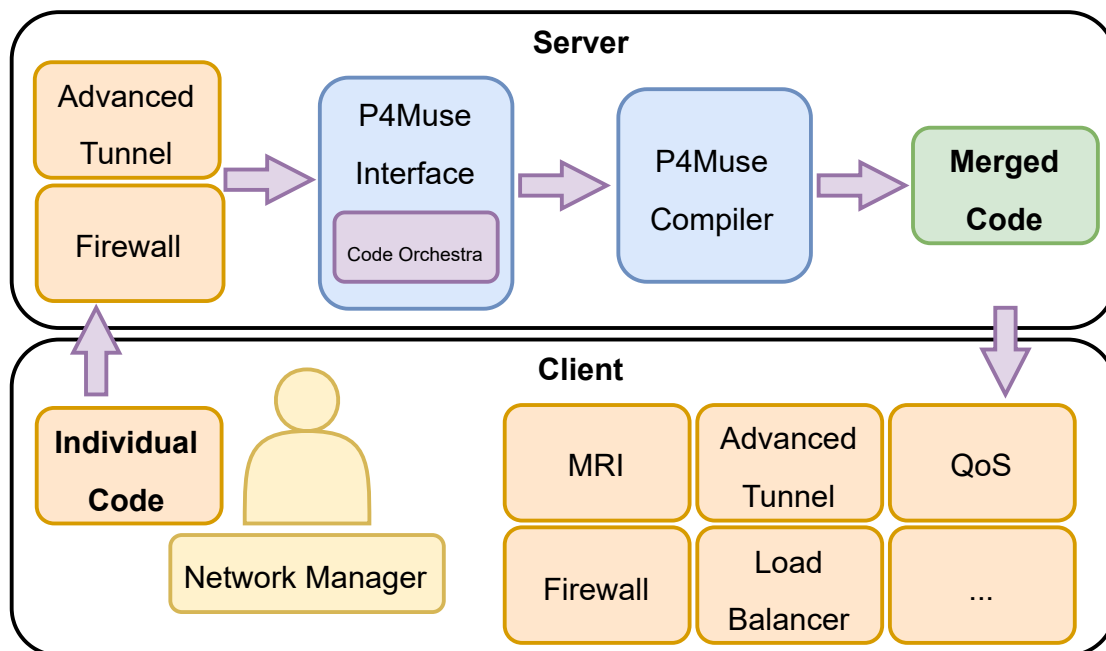 Server
Advanced
Tunnel
Firewall
P4Muse
Interface
Code Orchestra
P4Muse
Compiler
Merged
Code
Client
Individual
Code
Network Manager
MRI
Advanced
Tunnel
QoS
Firewall
Load
Balancer
...